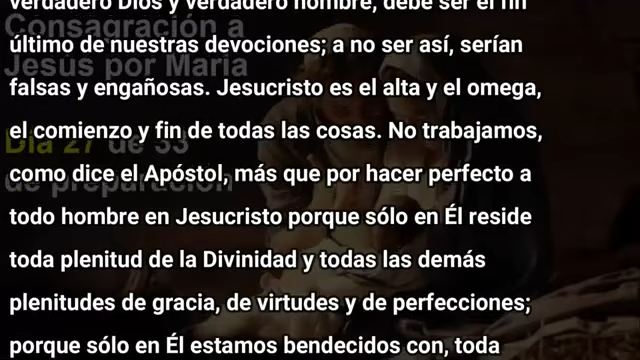 verdadero Dios y verdadero hombre, debe ser el fin
Consagración a
último de nuestras devociones; a no ser así, serían
Jesús por María
falsas y engañosas. Jesucristo es el alta y el omega,
el comienzo y fin de todas las cosas. No trabajamos,
Día 27 de 33
como dice el Apóstol, más que por hacer perfecto a
de preparación
todo hombre en Jesucristo porque sólo en Él reside
toda plenitud de la Divinidad y todas las demás
plenitudes de gracia, de virtudes y de perfecciones;
porque sólo en Él estamos bendecidos con, toda